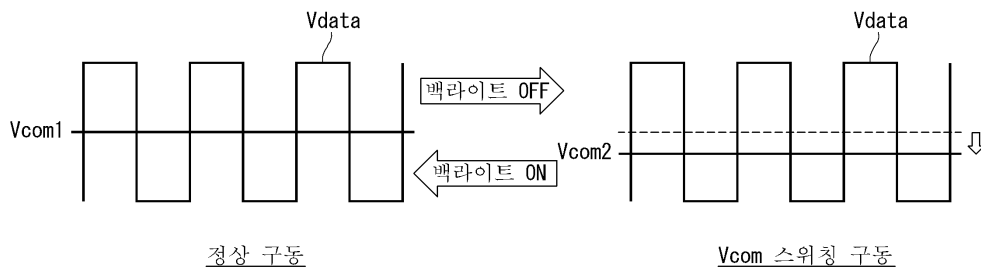 Vdata
Vcom1
정상 구동
백라이트 OFF
백라이트 ON
Vdata
Vcom2
Vcom 스위칭 구동